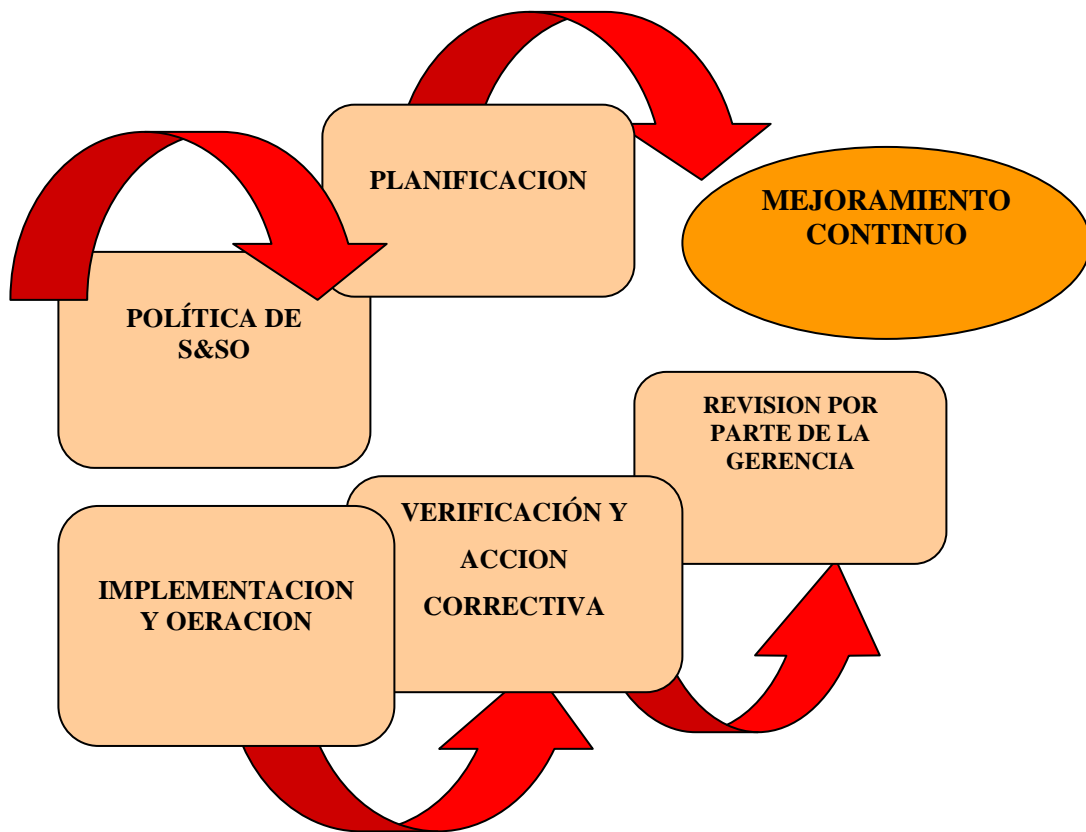 PLANIFICACION
MEJORAMIENTO
CONTINUO
POLÍTICA DE
S&SO
REVISION POR
PARTE DE LA
GERENCIA
VERIFICACIÓN Y
ACCION
CORRECTIVA
IMPLEMENTACION
Y OERACION